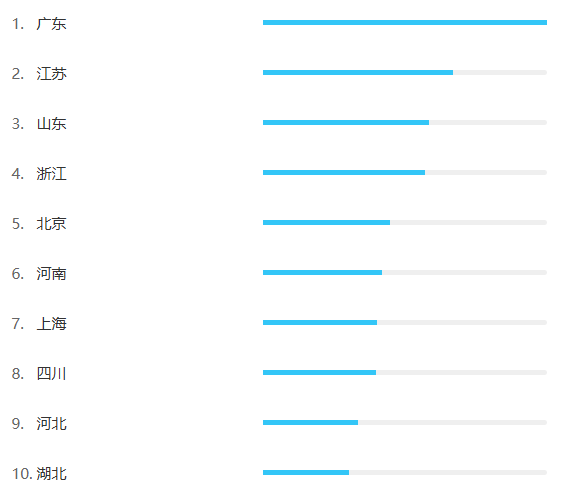 1. 广东
2. 江苏
3. 山东
4. 浙江
5. 北京
6. 河南
7. 上海
8. 四川
9. 河北
10. 湖北